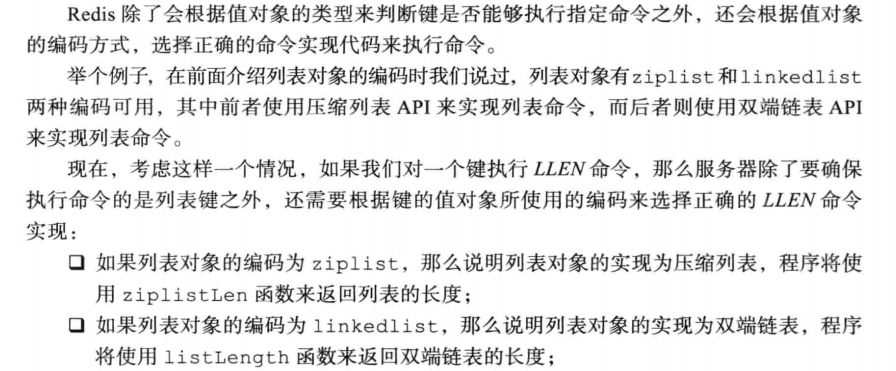 Redis 除了会根据值对象的类型来判断键是否能够执行指定命令之外，还会根据值对象
的编码方式，选择正确的命令实现代码来执行命令。
举个例子，在前面介绍列表对象的编码时我们说过，列表对象有ziplist和linkedlist
两种编码可用，其中前者使用压缩列表 API 来实现列表命令，而后者则使用双端链表 API
来实现列表命令。
现在，考虑这样一个情况，如果我们对一个键执行 LLEN 命令，那么服务器除了要确保
执行命令的是列表键之外，还需要根据键的值对象所使用的编码来选择正确的 LLEN 命令
实现：
❑ 如果列表对象的编码为 ziplist，那么说明列表对象的实现为压缩列表，程序将使
用 ziplistLen 函数来返回列表的长度；
❑ 如果列表对象的编码为 linkedlist，那么说明列表对象的实现为双端链表，程序
将使用 listLength 函数来返回双端链表的长度；